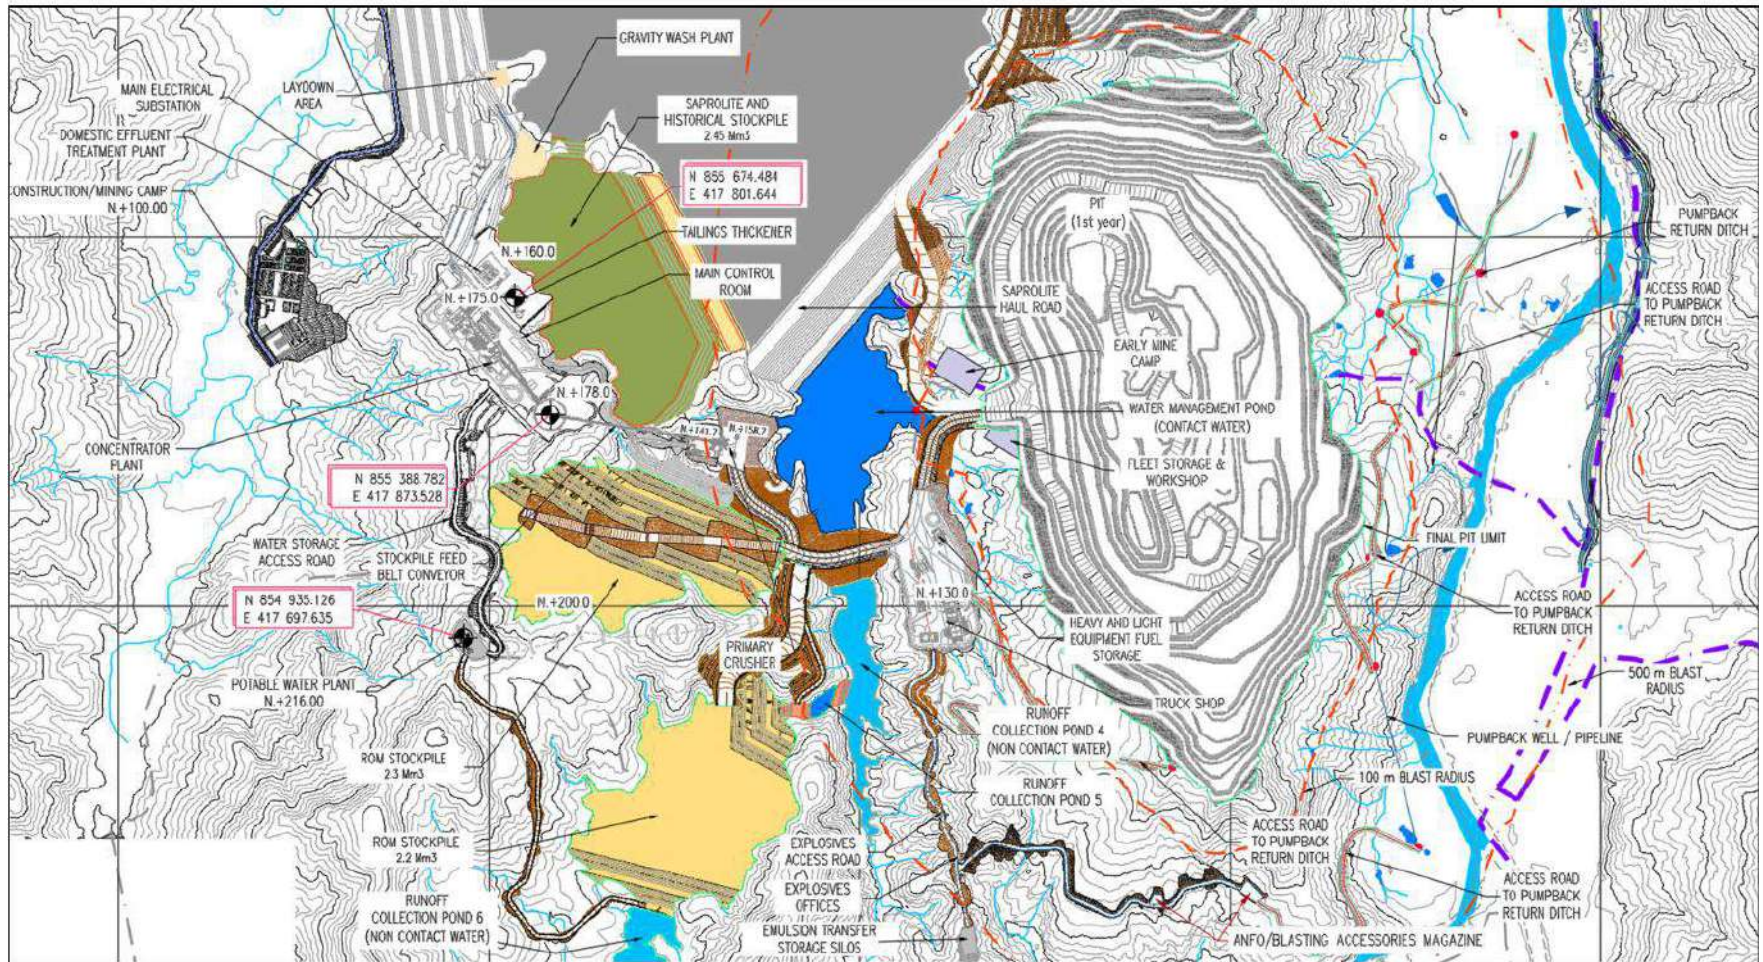 GRAVITY WASH PLANT
MAIN ELECTRICAL
SUBSTATION
LAYDOWN
AREA
SAPROLITE AND
HISTORICAL STOCKPILE
2.45 Mm3
DOMESTIC EFFLUENT
TREATMENT PLANT
N 855 674.484
E 417 801.644
CONSTRUCTION/MINING CAMP
N.+100.00
PIT
(1st year)
PUMPBACK
RETURN DITCH
TAILINGS THICKENER
N.+160.0
MAIN CONTROL
ROOM
N.+175.0
SAPROLITE
HAUL ROAD
ACCESS ROAD
TO PUMPBACK
RETURN DITCH
EARLY MINE
CAMP
N.+178.0
WATER MANAGEMENT POND
(CONTACT WATER)
N.+141.7
N.+158.7
CONCENTRATOR
PLANT
FLEET STORAGE &
WORKSHOP
N 855 388.782
E 417 873.528
FINAL PIT LIMIT
WATER STORAGE
ACCESS ROAD
STOCKPILE FEED
BELT CONVEYOR
N 854 935.126
E 417 697.635
N.+200.0
N.+130.0
ACCESS ROAD
TO PUMPBACK
RETURN DITCH
HEAVY AND LIGHT
EQUIPMENT FUEL
STORAGE
PRIMARY
CRUSHER
500 m BLAST
RADIUS
POTABLE WATER PLANT
N.+216.00
TRUCK SHOP
RUNOFF
COLLECTION POND 4
(NON CONTACT WATER)
PUMPBACK WELL / PIPELINE
ROM STOCKPILE
2.3 Mm3
100 m BLAST RADIUS
RUNOFF
COLLECTION POND 5
ROM STOCKPILE
2.2 Mm3
EXPLOSIVES
ACCESS ROAD
ACCESS ROAD
TO PUMPBACK
RETURN DITCH
EXPLOSIVES
OFFICES
ACCESS ROAD
TO PUMPBACK
RETURN DITCH
RUNOFF
COLLECTION POND 6
(NON CONTACT WATER)
EMULSION TRANSFER
STORAGE SILOS
ANFO/BLASTING ACCESSORIES MAGAZINE